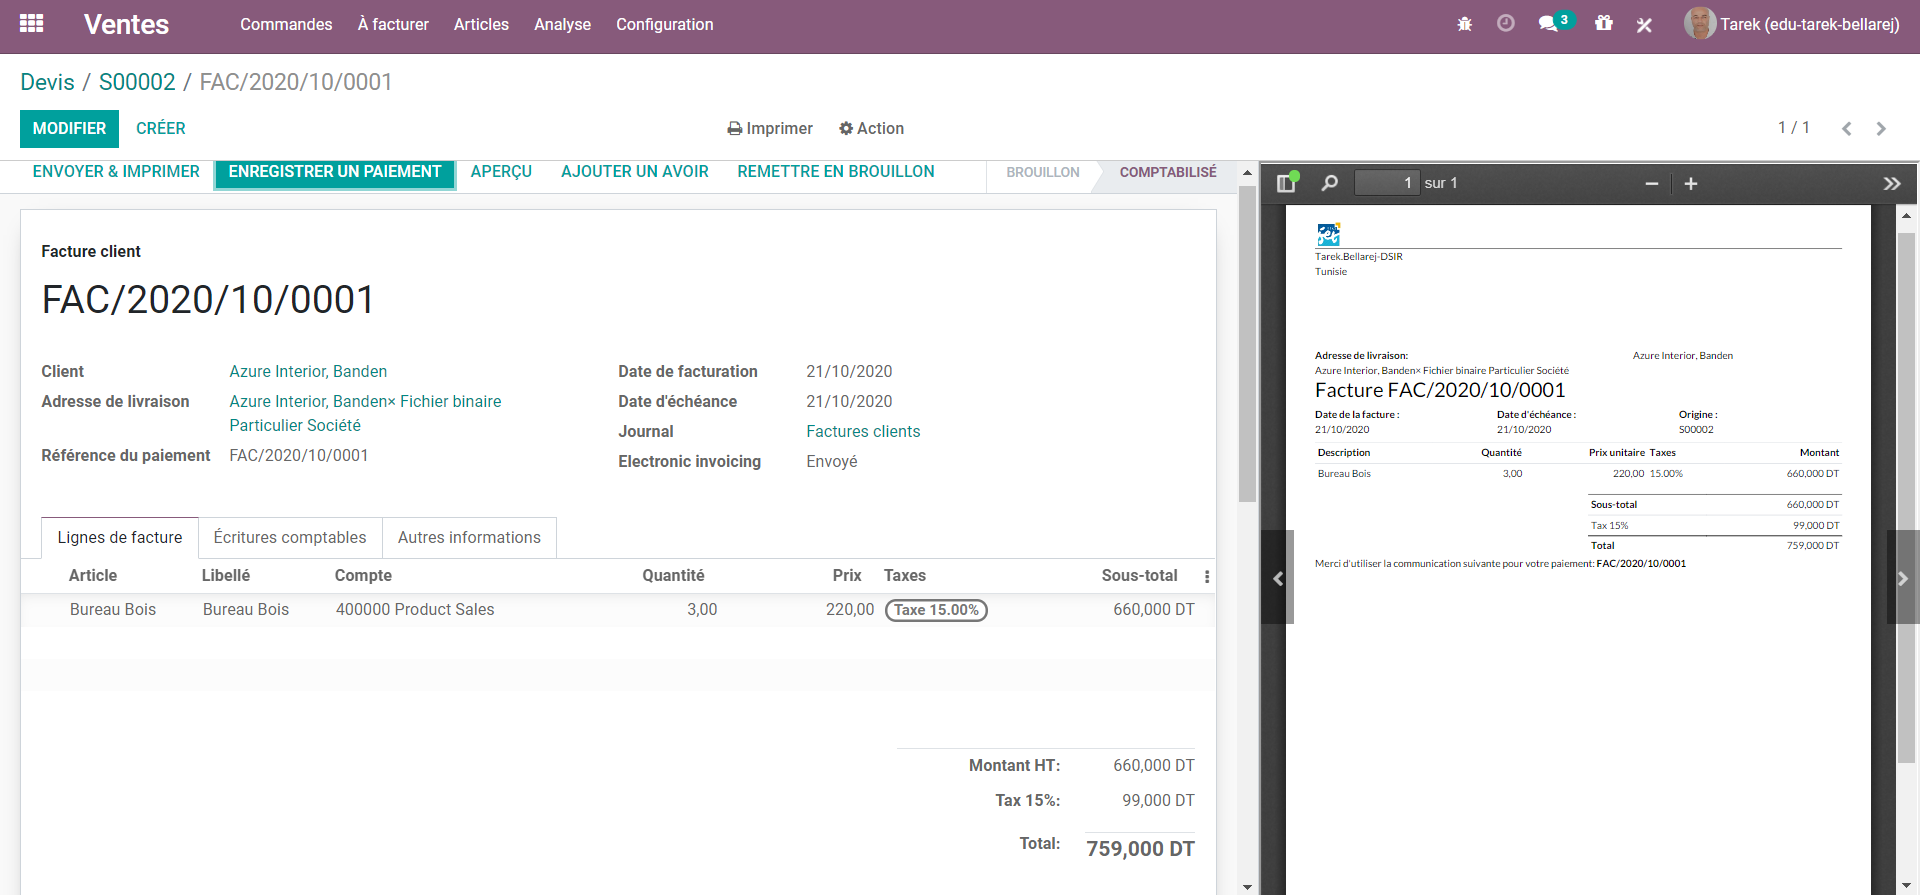 Ventes Commandes À facturer Articles Analyse Configuration 3 Tarek (edu-tarek-bellarej)
Devis / S00002 / FAC/2020/10/0001
MODIFIER CRÉER Imprimer Action 1 / 1
ENVOYER & IMPRIMER ENREGISTRER UN PAIEMENT APERÇU AJOUTER UN AVOIR REMETTRE EN BROUILLON BROUILLON COMPTABILISÉ
Facture client
FAC/2020/10/0001
Client Azure Interior, Banden
Adresse de livraison Azure Interior, Banden× Fichier binaire
Particulier Société
Référence du paiement FAC/2020/10/0001
Date de facturation 21/10/2020
Date d'échéance 21/10/2020
Journal Factures clients
Electronic invoicing Envoyé
Lignes de facture Écritures comptables Autres informations
Article Libellé Compte Quantité Prix Taxes Sous-total
Bureau Bois Bureau Bois 400000 Product Sales 3,00 220,00 Taxe 15.00% 660,000 DT
Montant HT: 660,000 DT
Tax 15%: 99,000 DT
Total: 759,000 DT
1 sur 1
Tarek.Bellarej-DSIR
Tunisie
Adresse de livraison: Azure Interior, Banden
Azure Interior, Banden× Fichier binaire Particulier Société
Facture FAC/2020/10/0001
Date de la facture : Date d'échéance : Origine :
21/10/2020 21/10/2020 S00002
Description Quantité Prix unitaire Taxes Montant
Bureau Bois 3,00 220,00 15.00% 660,000 DT
Sous-total 660,000 DT
Tax 15% 99,000 DT
Total 759,000 DT
Merci d'utiliser la communication suivante pour votre paiement: FAC/2020/10/0001